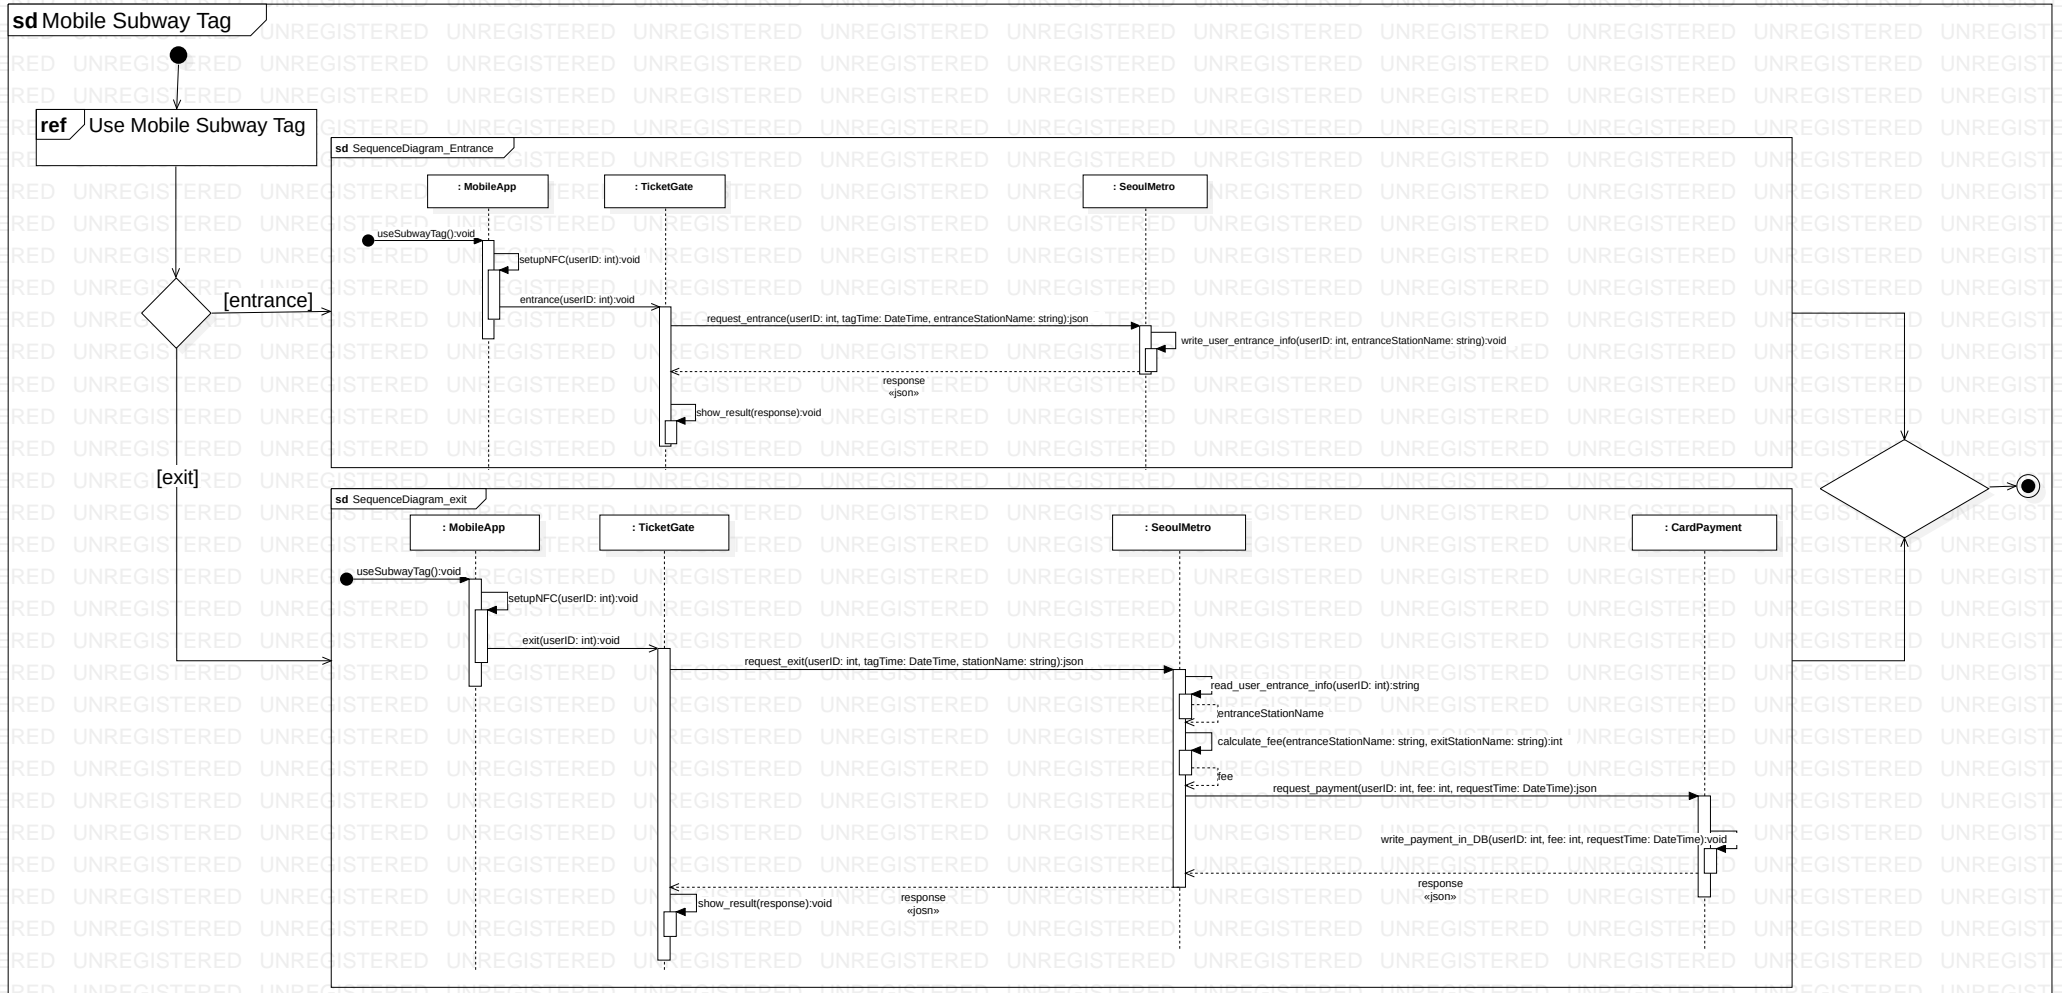 sd Mobile Subway Tag
ref Use Mobile Subway Tag
[entrance]
[exit]
sd SequenceDiagram_Entrance
: MobileApp
: TicketGate
: SeoulMetro
useSubwayTag():void
setupNFC(userID: int):void
entrance(userID: int):void
request_entrance(userID: int, tagTime: DateTime, entranceStationName: string):json
write_user_entrance_info(userID: int, entranceStationName: string):void
response
«json»
show_result(response):void
sd SequenceDiagram_exit
: MobileApp
: TicketGate
: SeoulMetro
: CardPayment
useSubwayTag():void
setupNFC(userID: int):void
exit(userID: int):void
request_exit(userID: int, tagTime: DateTime, stationName: string):json
read_user_entrance_info(userID: int):string
entranceStationName
calculate_fee(entranceStationName: string, exitStationName: string):int
fee
request_payment(userID: int, fee: int, requestTime: DateTime):json
write_payment_in_DB(userID: int, fee: int, requestTime: DateTime):void
response
«json»
response
«josn»
show_result(response):void
UNREGISTERED